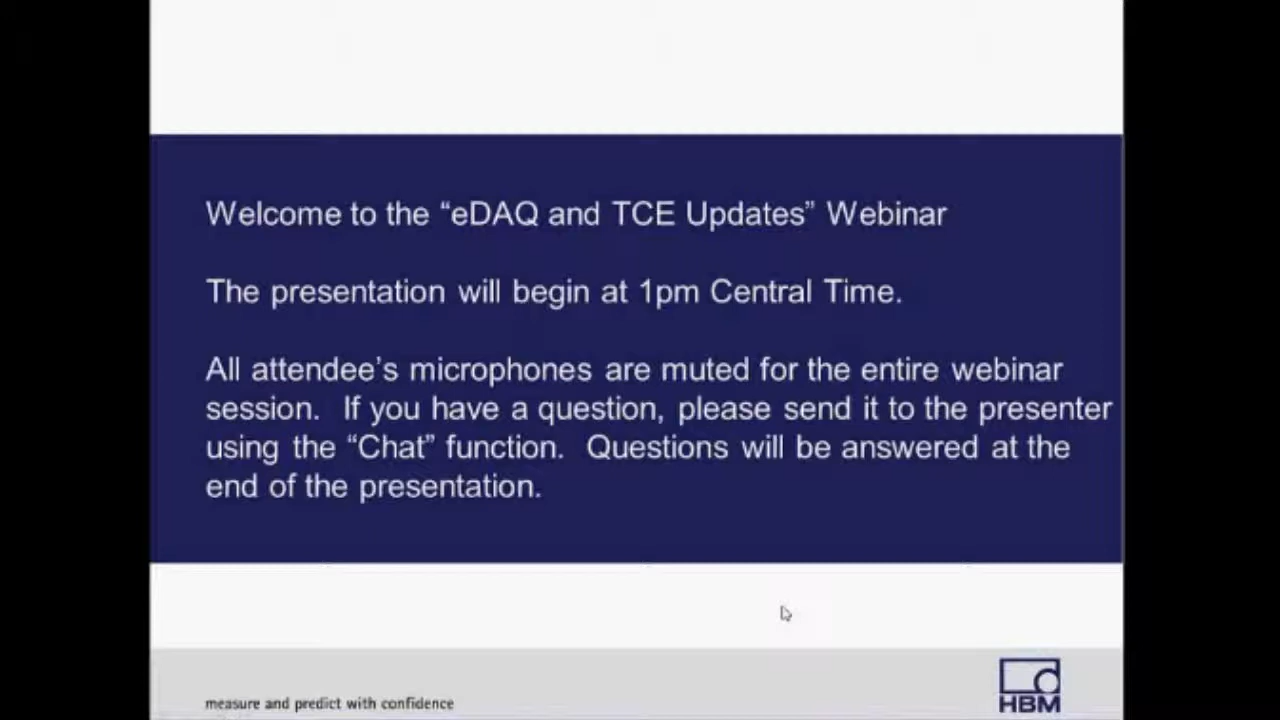 Welcome to the “eDAQ and TCE Updates” Webinar
The presentation will begin at 1pm Central Time.
All attendee’s microphones are muted for the entire webinar
session.  If you have a question, please send it to the presenter
using the “Chat” function.  Questions will be answered at the
end of the presentation.
measure and predict with confidence
HBM